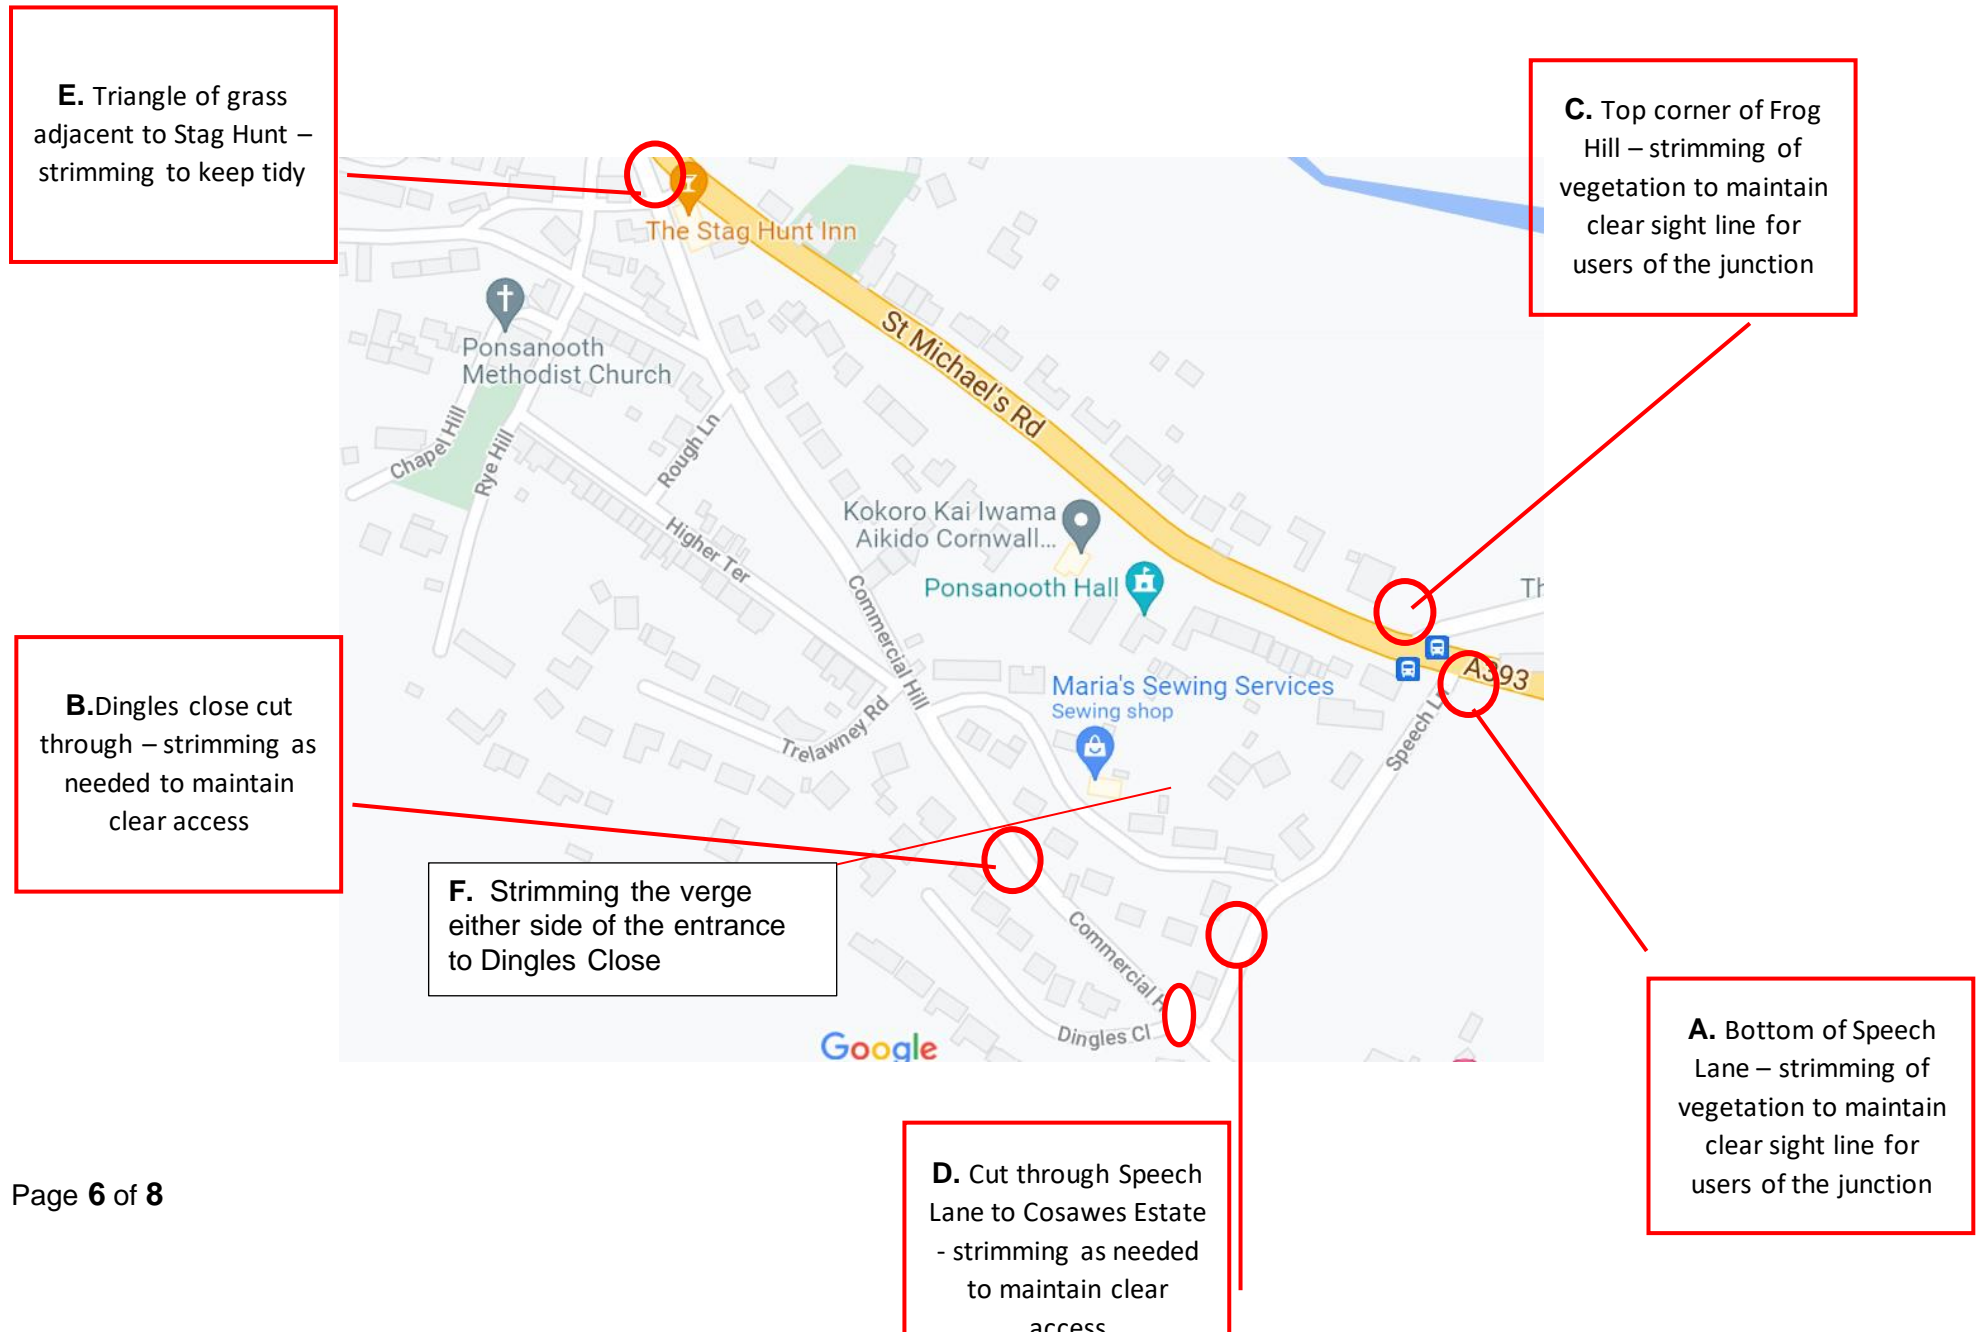 E. Triangle of grass
adjacent to Stag Hunt –
strimming to keep tidy
C. Top corner of Frog
Hill – strimming of
vegetation to maintain
clear sight line for
users of the junction
The Stag Hunt Inn
St Michael's Rd
Ponsanooth
Methodist Church
Chapel Hill
Rye Hill
Rough Ln
Higher Ter
Kokoro Kai Iwama
Aikido Cornwall...
Commercial Hill
Ponsanooth Hall
Th
A393
Maria's Sewing Services
Sewing shop
Speech Ln
Trelawney Rd
B.Dingles close cut
through – strimming as
needed to maintain
clear access
F. Strimming the verge
either side of the entrance
to Dingles Close
Commercial H
Dingles Cl
Google
A. Bottom of Speech
Lane – strimming of
vegetation to maintain
clear sight line for
users of the junction
D. Cut through Speech
Lane to Cosawes Estate
- strimming as needed
to maintain clear
access
Page 6 of 8